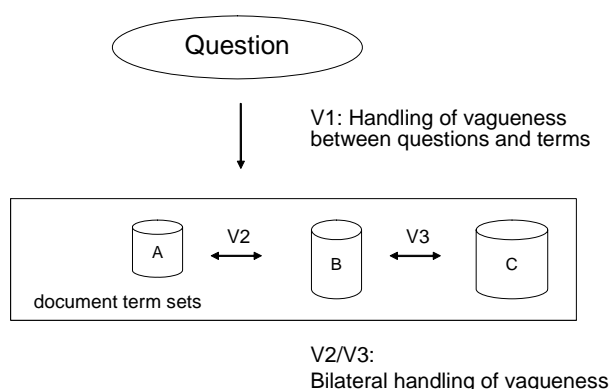 Question
V1: Handling of vagueness
between questions and terms
A
V2
B
V3
C
document term sets
V2/V3:
Bilateral handling of vagueness